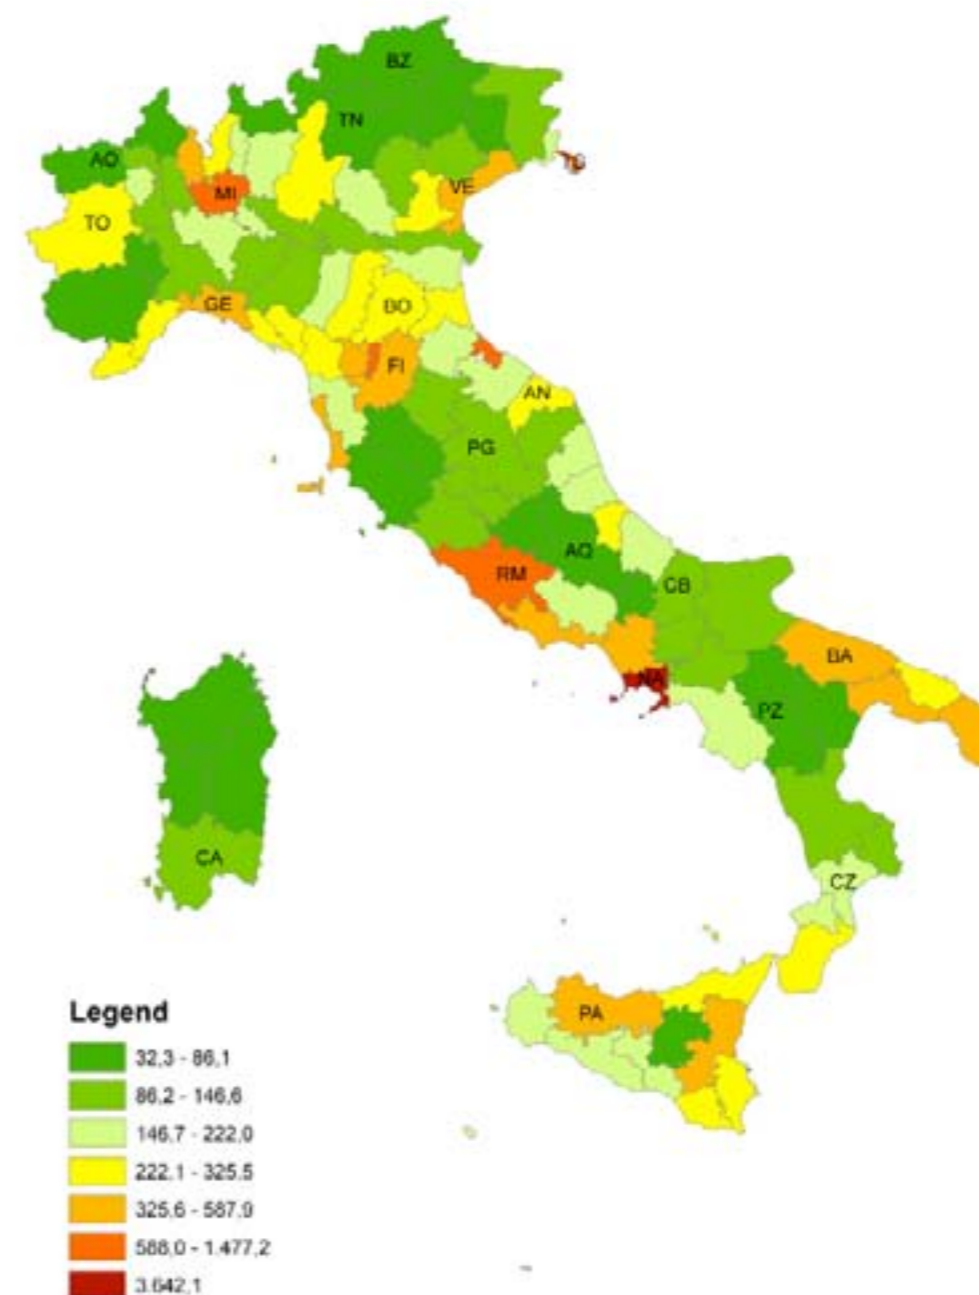 BZ
TN
AO
MI
VE
TO
GE
BO
FI
AN
PG
AQ
RM
CB
BA
NA
PZ
CA
CZ
PA
Legend
32,3 - 86,1
86,2 - 146,6
146,7 - 222,0
222,1 - 325,5
325,6 - 587,9
588,0 - 1.477,2
3.642,1